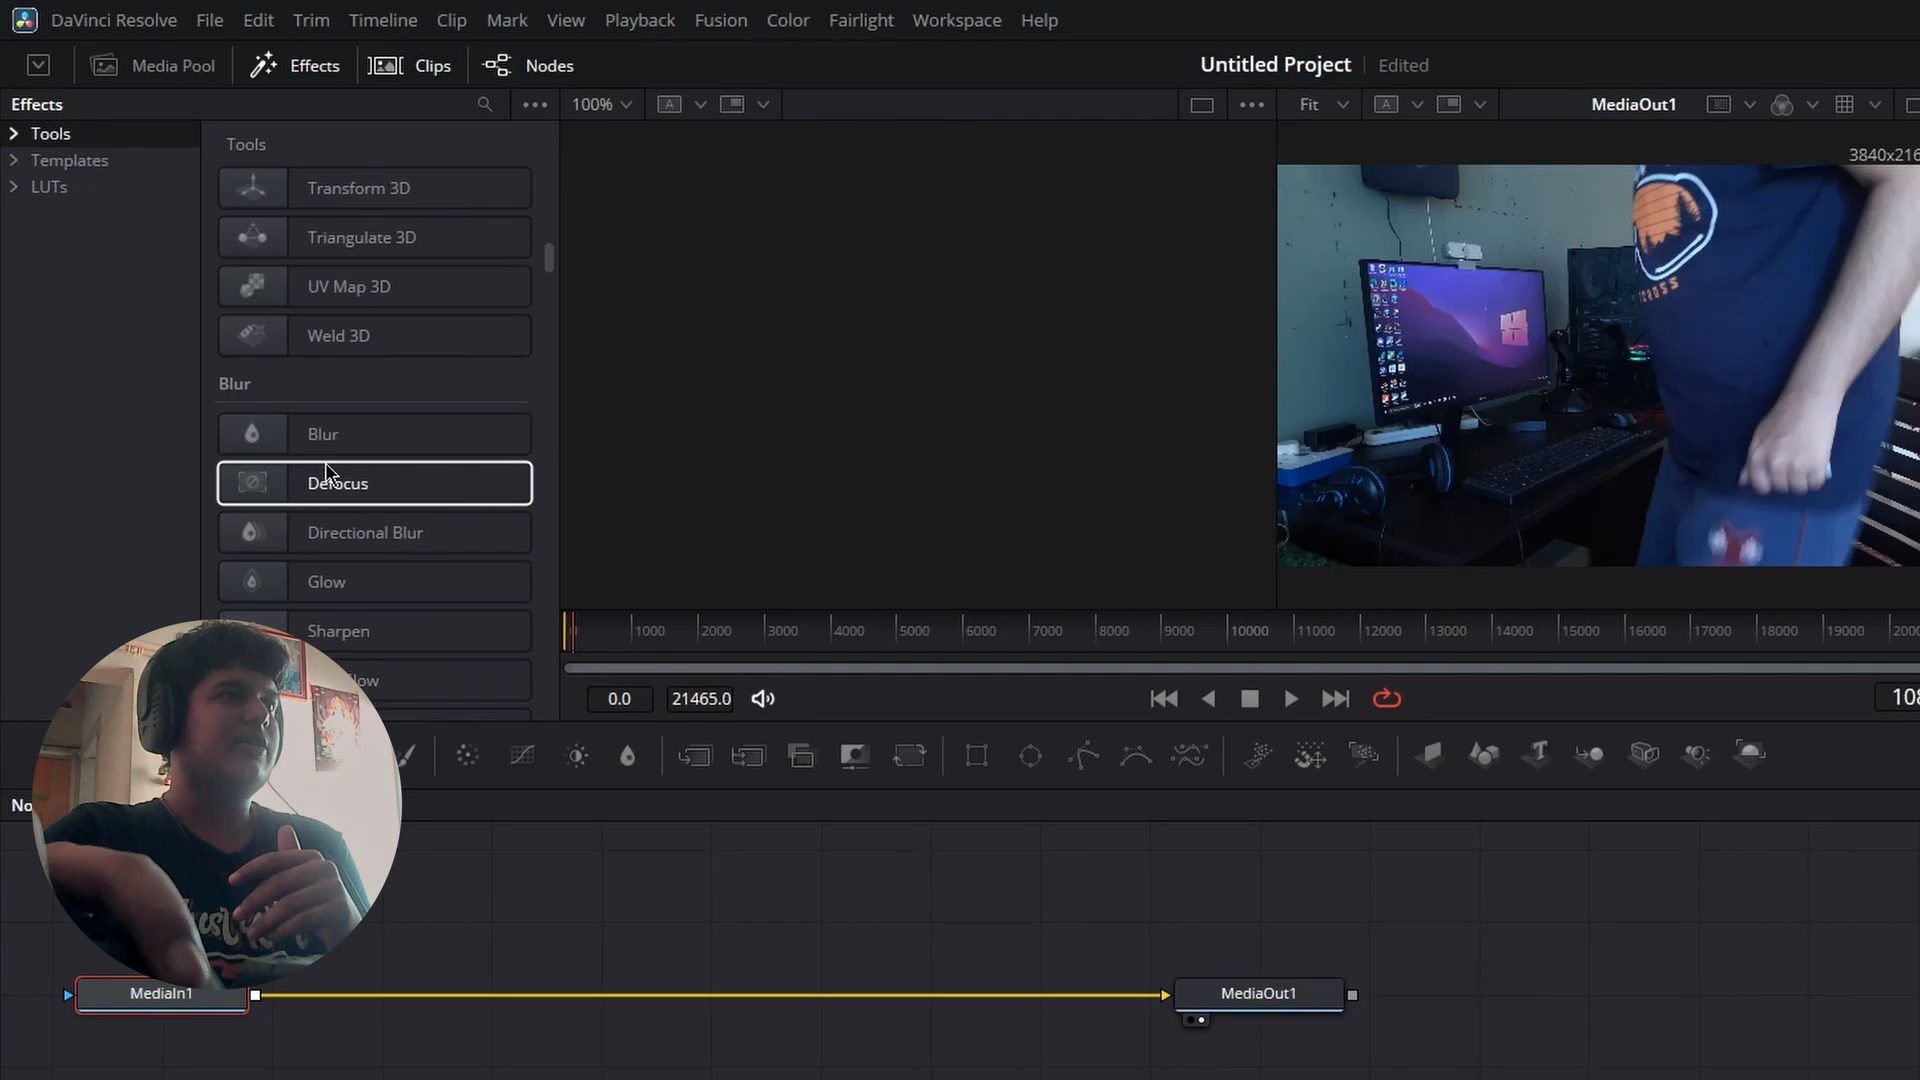 DaVinci Resolve File Edit Trim Timeline Clip Mark View Playback Fusion Color Fairlight Workspace Help
Media Pool Effects Clips Nodes Untitled Project Edited
Effects 100% A Fit A MediaOut1
Tools
Templates
LUTs
Tools
Transform 3D
Triangulate 3D
UV Map 3D
Weld 3D
Blur
Blur
Defocus
Directional Blur
Glow
Sharpen
3840x216
1000 2000 3000 4000 5000 6000 7000 8000 9000 10000 11000 12000 13000 14000 15000 16000 17000 18000 19000 2000
0.0 21465.0 108
No
MediaIn1 MediaOut1